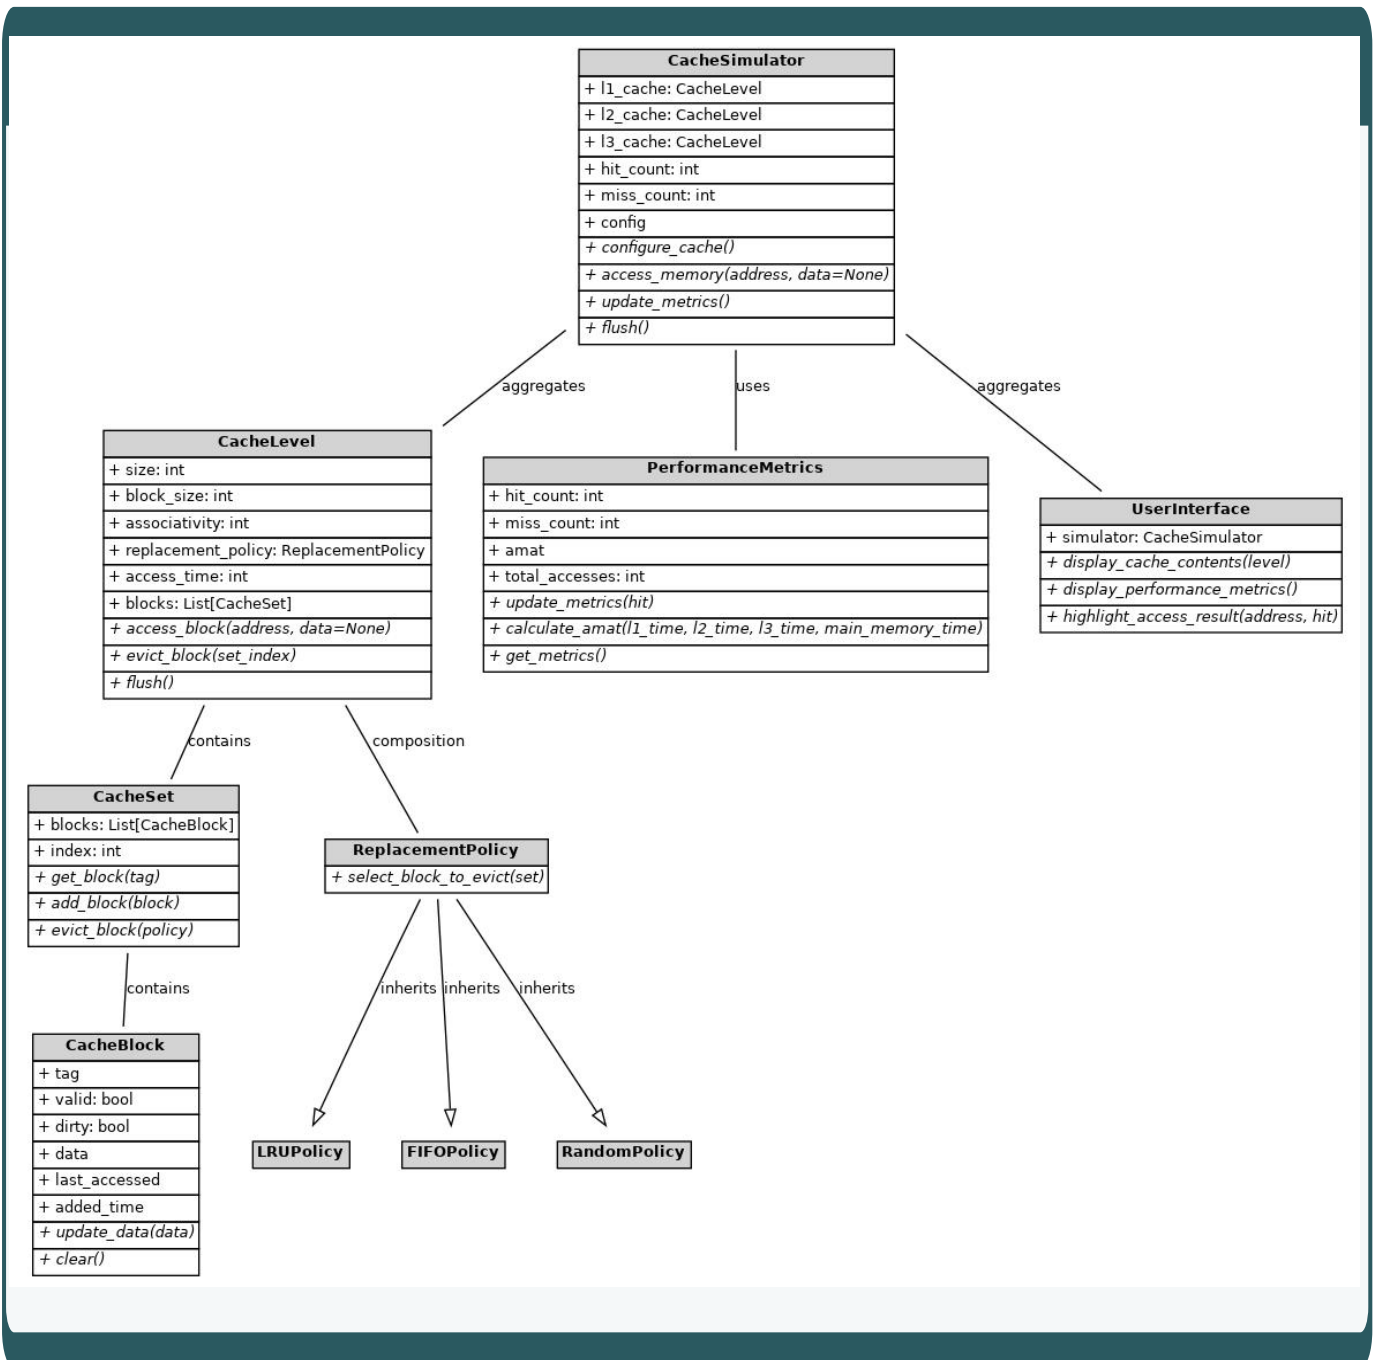 CacheSimulator
+ l1_cache: CacheLevel
+ l2_cache: CacheLevel
+ l3_cache: CacheLevel
+ hit_count: int
+ miss_count: int
+ config
+ configure_cache()
+ access_memory(address, data=None)
+ update_metrics()
+ flush()
aggregates
uses
aggregates
CacheLevel
+ size: int
+ block_size: int
+ associativity: int
+ replacement_policy: ReplacementPolicy
+ access_time: int
+ blocks: List[CacheSet]
+ access_block(address, data=None)
+ evict_block(set_index)
+ flush()
PerformanceMetrics
+ hit_count: int
+ miss_count: int
+ amat
+ total_accesses: int
+ update_metrics(hit)
+ calculate_amat(l1_time, l2_time, l3_time, main_memory_time)
+ get_metrics()
UserInterface
+ simulator: CacheSimulator
+ display_cache_contents(level)
+ display_performance_metrics()
+ highlight_access_result(address, hit)
contains
composition
CacheSet
+ blocks: List[CacheBlock]
+ index: int
+ get_block(tag)
+ add_block(block)
+ evict_block(policy)
ReplacementPolicy
+ select_block_to_evict(set)
contains
inherits
inherits
inherits
CacheBlock
+ tag
+ valid: bool
+ dirty: bool
+ data
+ last_accessed
+ added_time
+ update_data(data)
+ clear()
LRUPolicy
FIFOPolicy
RandomPolicy